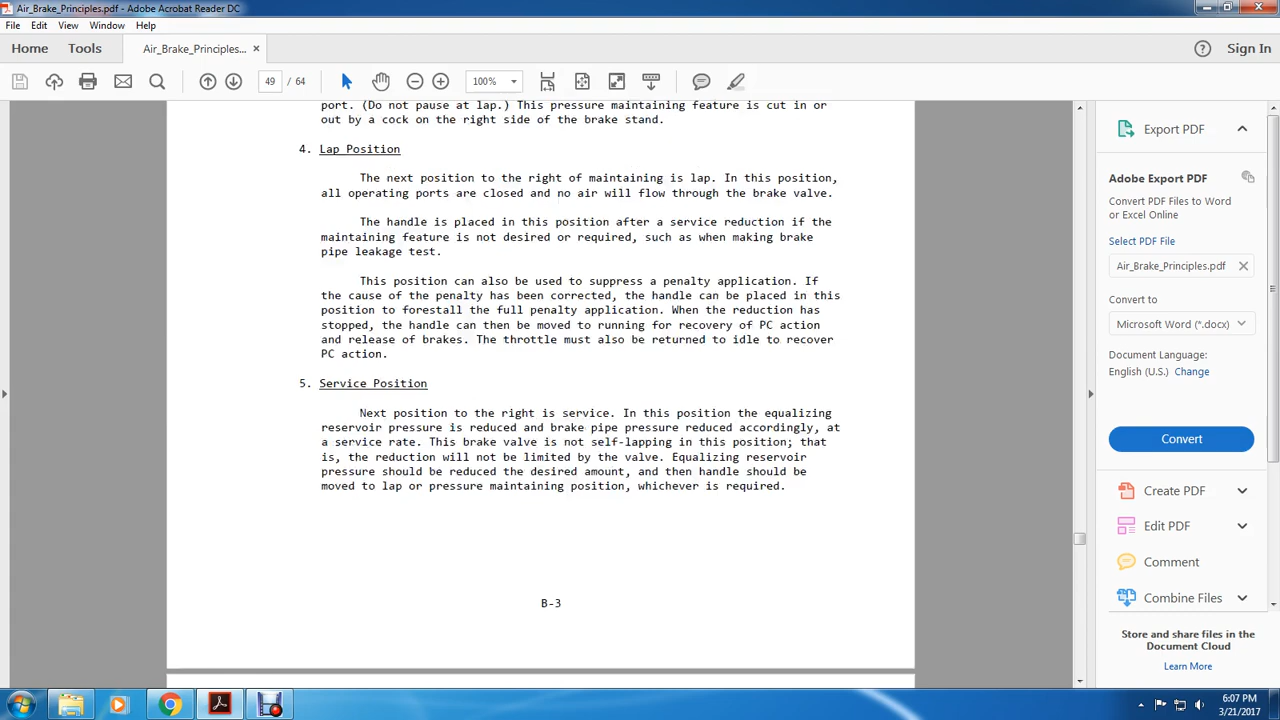 Air_Brake_Principles.pdf - Adobe Acrobat Reader DC
File Edit View Window Help
Home Tools Air_Brake_Principles... × Sign In
49 / 64 100%
port. (Do not pause at lap.) This pressure maintaining feature is cut in or
out by a cock on the right side of the brake stand.
4. Lap Position
The next position to the right of maintaining is lap. In this position,
all operating ports are closed and no air will flow through the brake valve.
The handle is placed in this position after a service reduction if the
maintaining feature is not desired or required, such as when making brake
pipe leakage test.
This position can also be used to suppress a penalty application. If
the cause of the penalty has been corrected, the handle can be placed in this
position to forestall the full penalty application. When the reduction has
stopped, the handle can then be moved to running for recovery of PC action
and release of brakes. The throttle must also be returned to idle to recover
PC action.
5. Service Position
Next position to the right is service. In this position the equalizing
reservoir pressure is reduced and brake pipe pressure reduced accordingly, at
a service rate. This brake valve is not self-lapping in this position; that
is, the reduction will not be limited by the valve. Equalizing reservoir
pressure should be reduced the desired amount, and then handle should be
moved to lap or pressure maintaining position, whichever is required.
B-3
Export PDF
Adobe Export PDF
Convert PDF Files to Word
or Excel Online
Select PDF File
Air_Brake_Principles.pdf
Convert to
Microsoft Word (*.docx)
Document Language:
English (U.S.) Change
Convert
Create PDF
Edit PDF
Comment
Combine Files
Store and share files in the
Document Cloud
Learn More
6:07 PM
3/21/2017